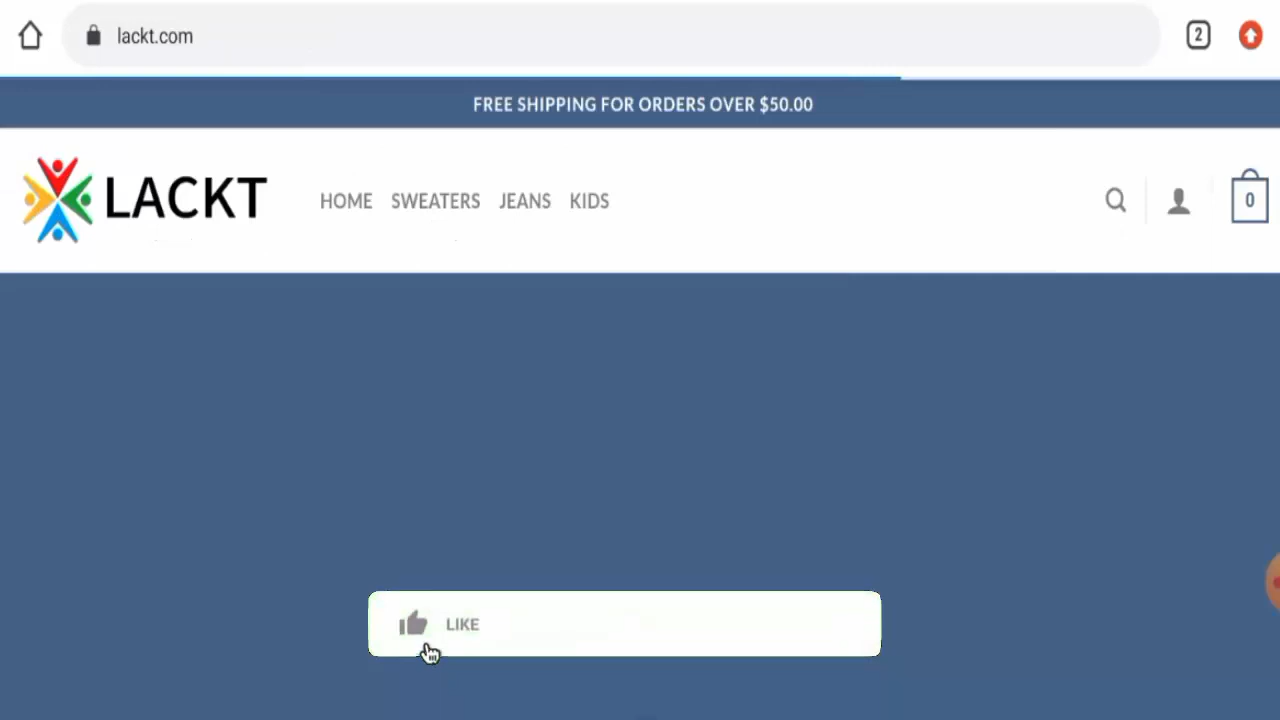 lackt.com
2
FREE SHIPPING FOR ORDERS OVER $50.00
LACKT
HOME SWEATERS JEANS KIDS
0
LIKE